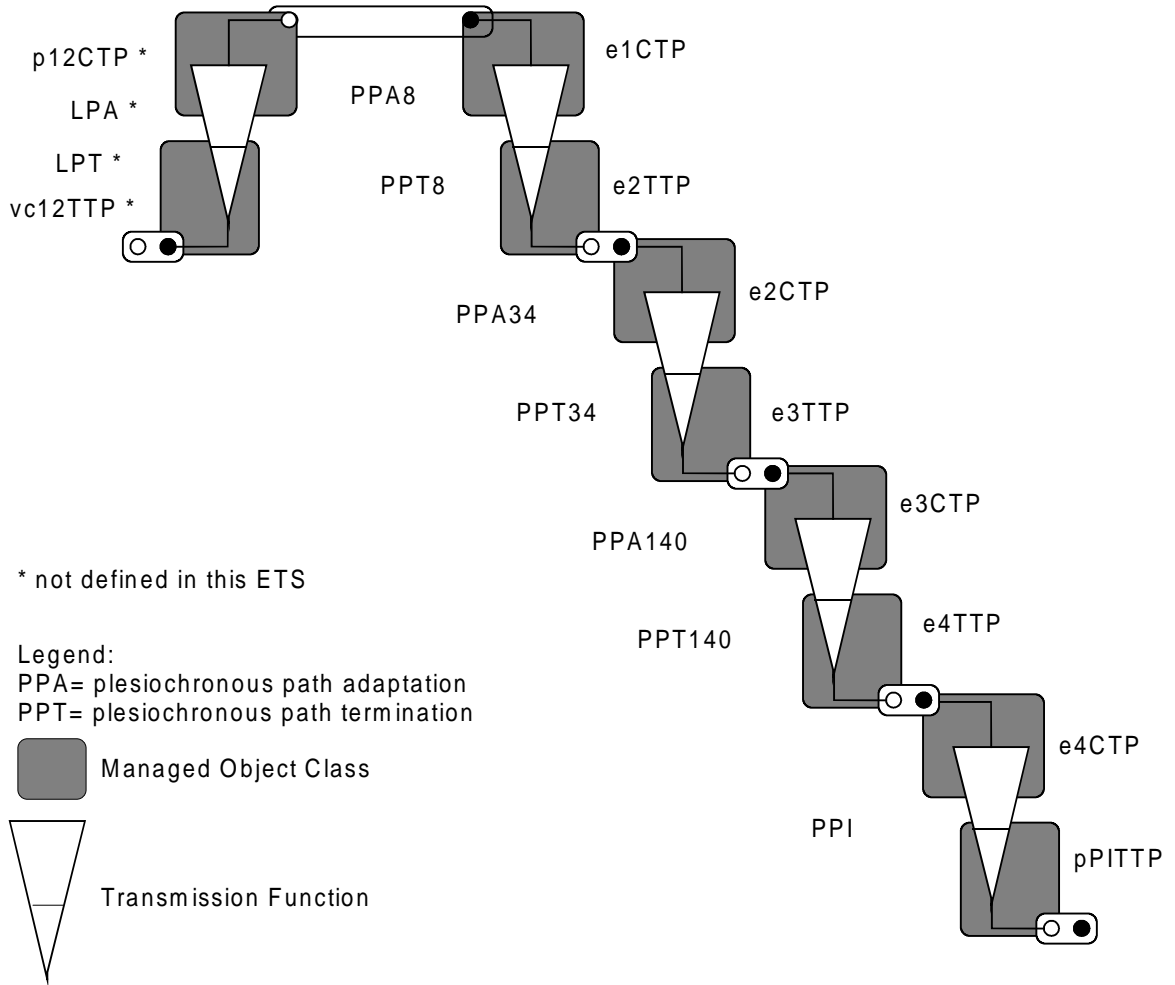 p12CTP *
e1CTP
PPA8
LPA *
LPT *
PPT8
e2TTP
vc12TTP *
e2CTP
PPA34
PPT34
e3TTP
e3CTP
PPA140
* not defined in this ETS
e4TTP
PPT140
Legend:
PPA= plesiochronous path adaptation
PPT= plesiochronous path termination
e4CTP
Managed Object Class
PPI
pPITTP
Transmission Function